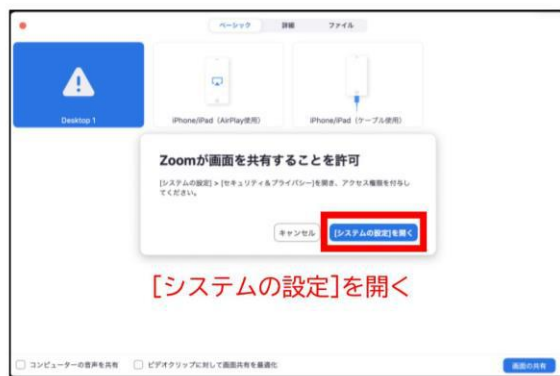 ベーシック 詳細 ファイル
Desktop 1
iPhone/iPad（AirPlay使用）
iPhone/iPad（ケーブル使用）
Zoomが画面を共有することを許可
[システムの設定] > [セキュリティ&プライバシー]を開き、アクセス権限を付与し
てください。
キャンセル
[システムの設定]を開く
[システムの設定]を開く
コンピューターの音声を共有
ビデオクリップに対して画面共有を最適化
画面の共有